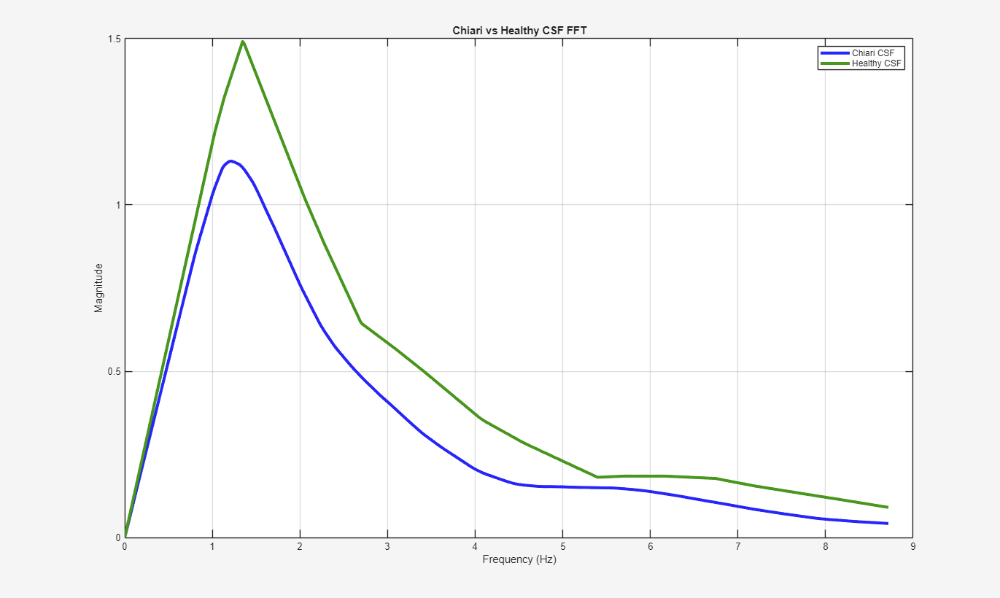 Chiari vs Healthy CSF FFT
Chiari CSF
Healthy CSF
1.5
1
0.5
0
Magnitude
0 1 2 3 4 5 6 7 8 9
Frequency (Hz)